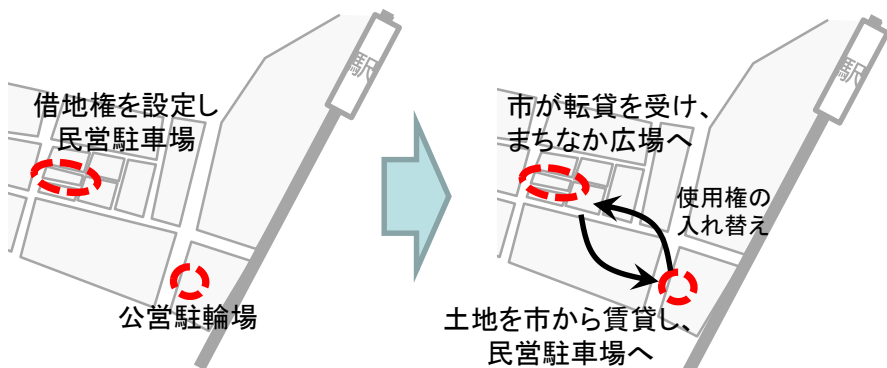 駅
借地権を設定し
民営駐車場
公営駐輪場
駅
市が転貸を受け、
まちなか広場へ
使用権の
入れ替え
土地を市から賃貸し、
民営駐車場へ